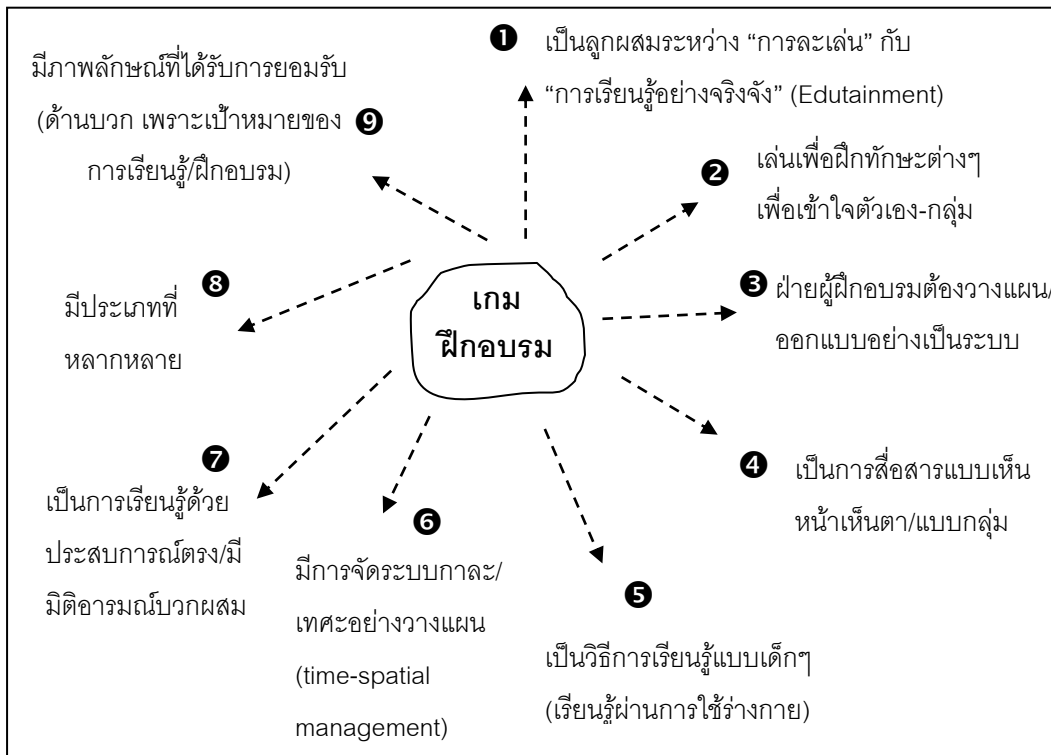 เกม
ฝึกอบรม
❶ เป็นลูกผสมระหว่าง “การละเล่น” กับ
“การเรียนรู้อย่างจริงจัง” (Edutainment)
❷ เล่นเพื่อฝึกทักษะต่างๆ
เพื่อเข้าใจตัวเอง-กลุ่ม
❸ ฝ่ายผู้ฝึกอบรมต้องวางแผน/
ออกแบบอย่างเป็นระบบ
❹ เป็นการสื่อสารแบบเห็น
หน้าเห็นตา/แบบกลุ่ม
❺
เป็นวิธีการเรียนรู้แบบเด็กๆ
(เรียนรู้ผ่านการใช้ร่างกาย)
❻
มีการจัดระบบกาละ/
เทศะอย่างวางแผน
(time-spatial
management)
❼
เป็นการเรียนรู้ด้วย
ประสบการณ์ตรง/มี
มิติอารมณ์บวกผสม
❽
มีประเภทที่
หลากหลาย
มีภาพลักษณ์ที่ได้รับการยอมรับ
(ด้านบวก เพราะเป้าหมายของ ❾
การเรียนรู้/ฝึกอบรม)